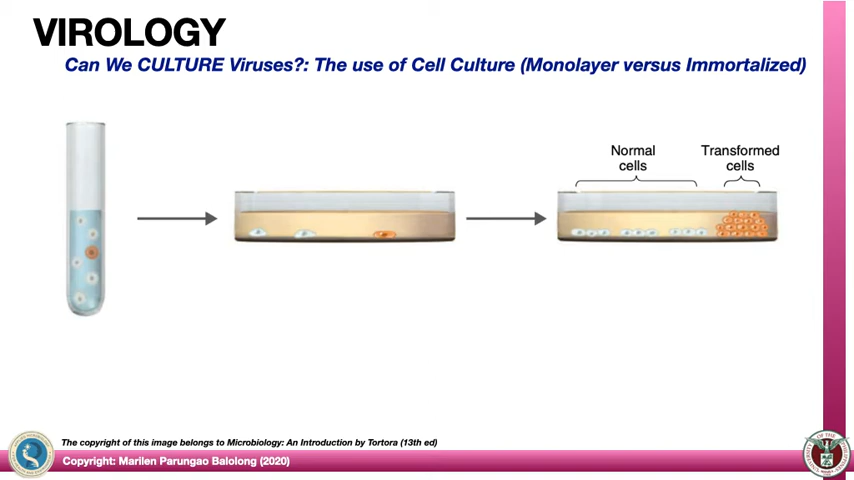 VIROLOGY
Can We CULTURE Viruses?: The use of Cell Culture (Monolayer versus Immortalized)
Normal
cells
Transformed
cells
The copyright of this image belongs to Microbiology: An Introduction by Tortora (13th ed)
Copyright: Marilen Parungao Balolong (2020)